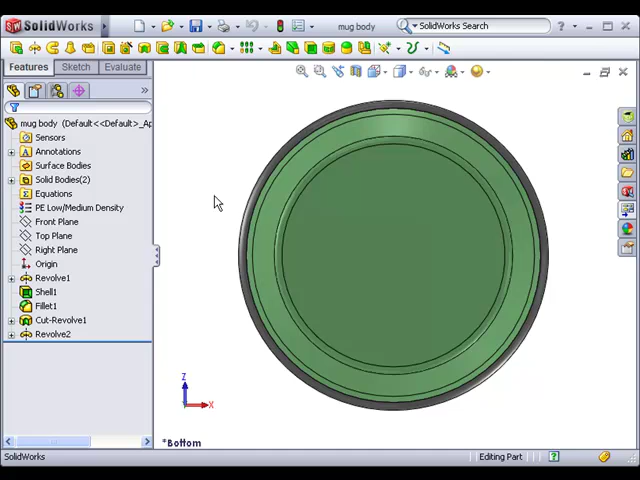 SolidWorks
mug body
SolidWorks Search
Features
Sketch
Evaluate
mug body (Default<<Default>_Ap
Sensors
Annotations
Surface Bodies
Solid Bodies(2)
Equations
PE Low/Medium Density
Front Plane
Top Plane
Right Plane
Origin
Revolve1
Shell1
Fillet1
Cut-Revolve1
Revolve2
Z
X
*Bottom
SolidWorks
Editing Part